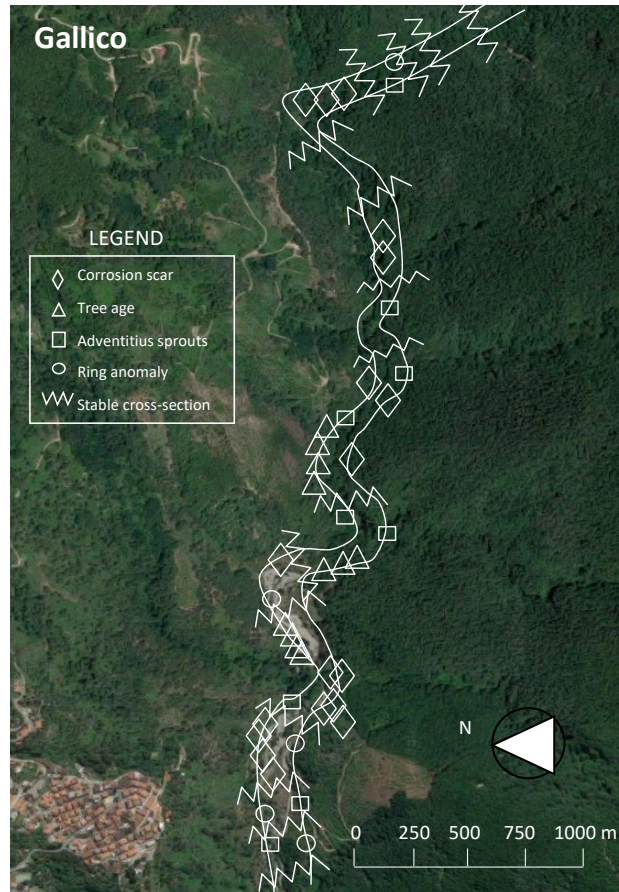 Gallico
LEGEND
Corrosion scar
Tree age
Adventitius sprouts
Ring anomaly
Stable cross-section
N
0 250 500 750 1000 m